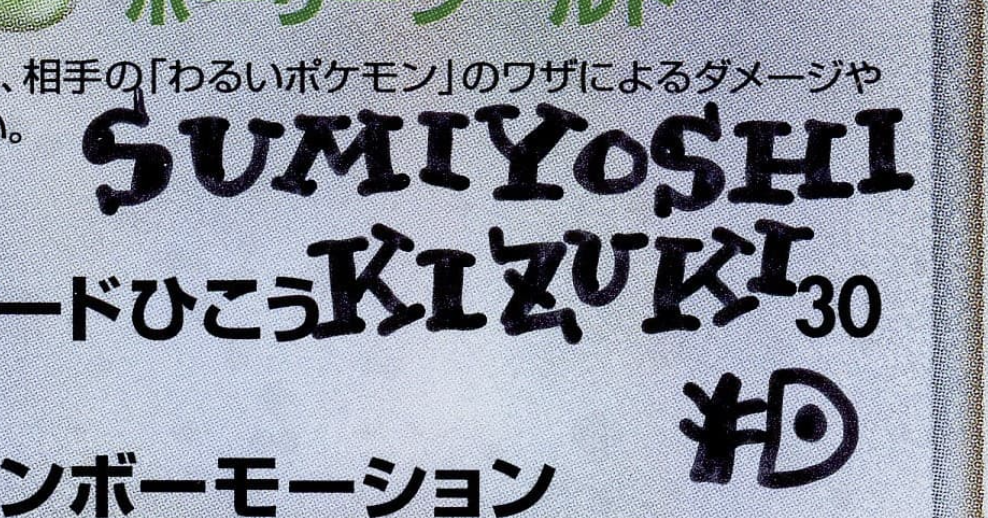 、相手の「わるいポケモン」のワザによるダメージや
い。
SUMIYOSHI
KIZUKI
ードひこう 30
ンボーモーション